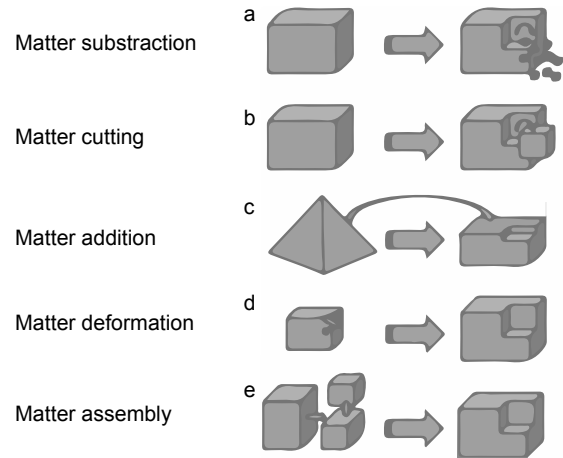 a
Matter substraction
b
Matter cutting
c
Matter addition
d
Matter deformation
e
Matter assembly